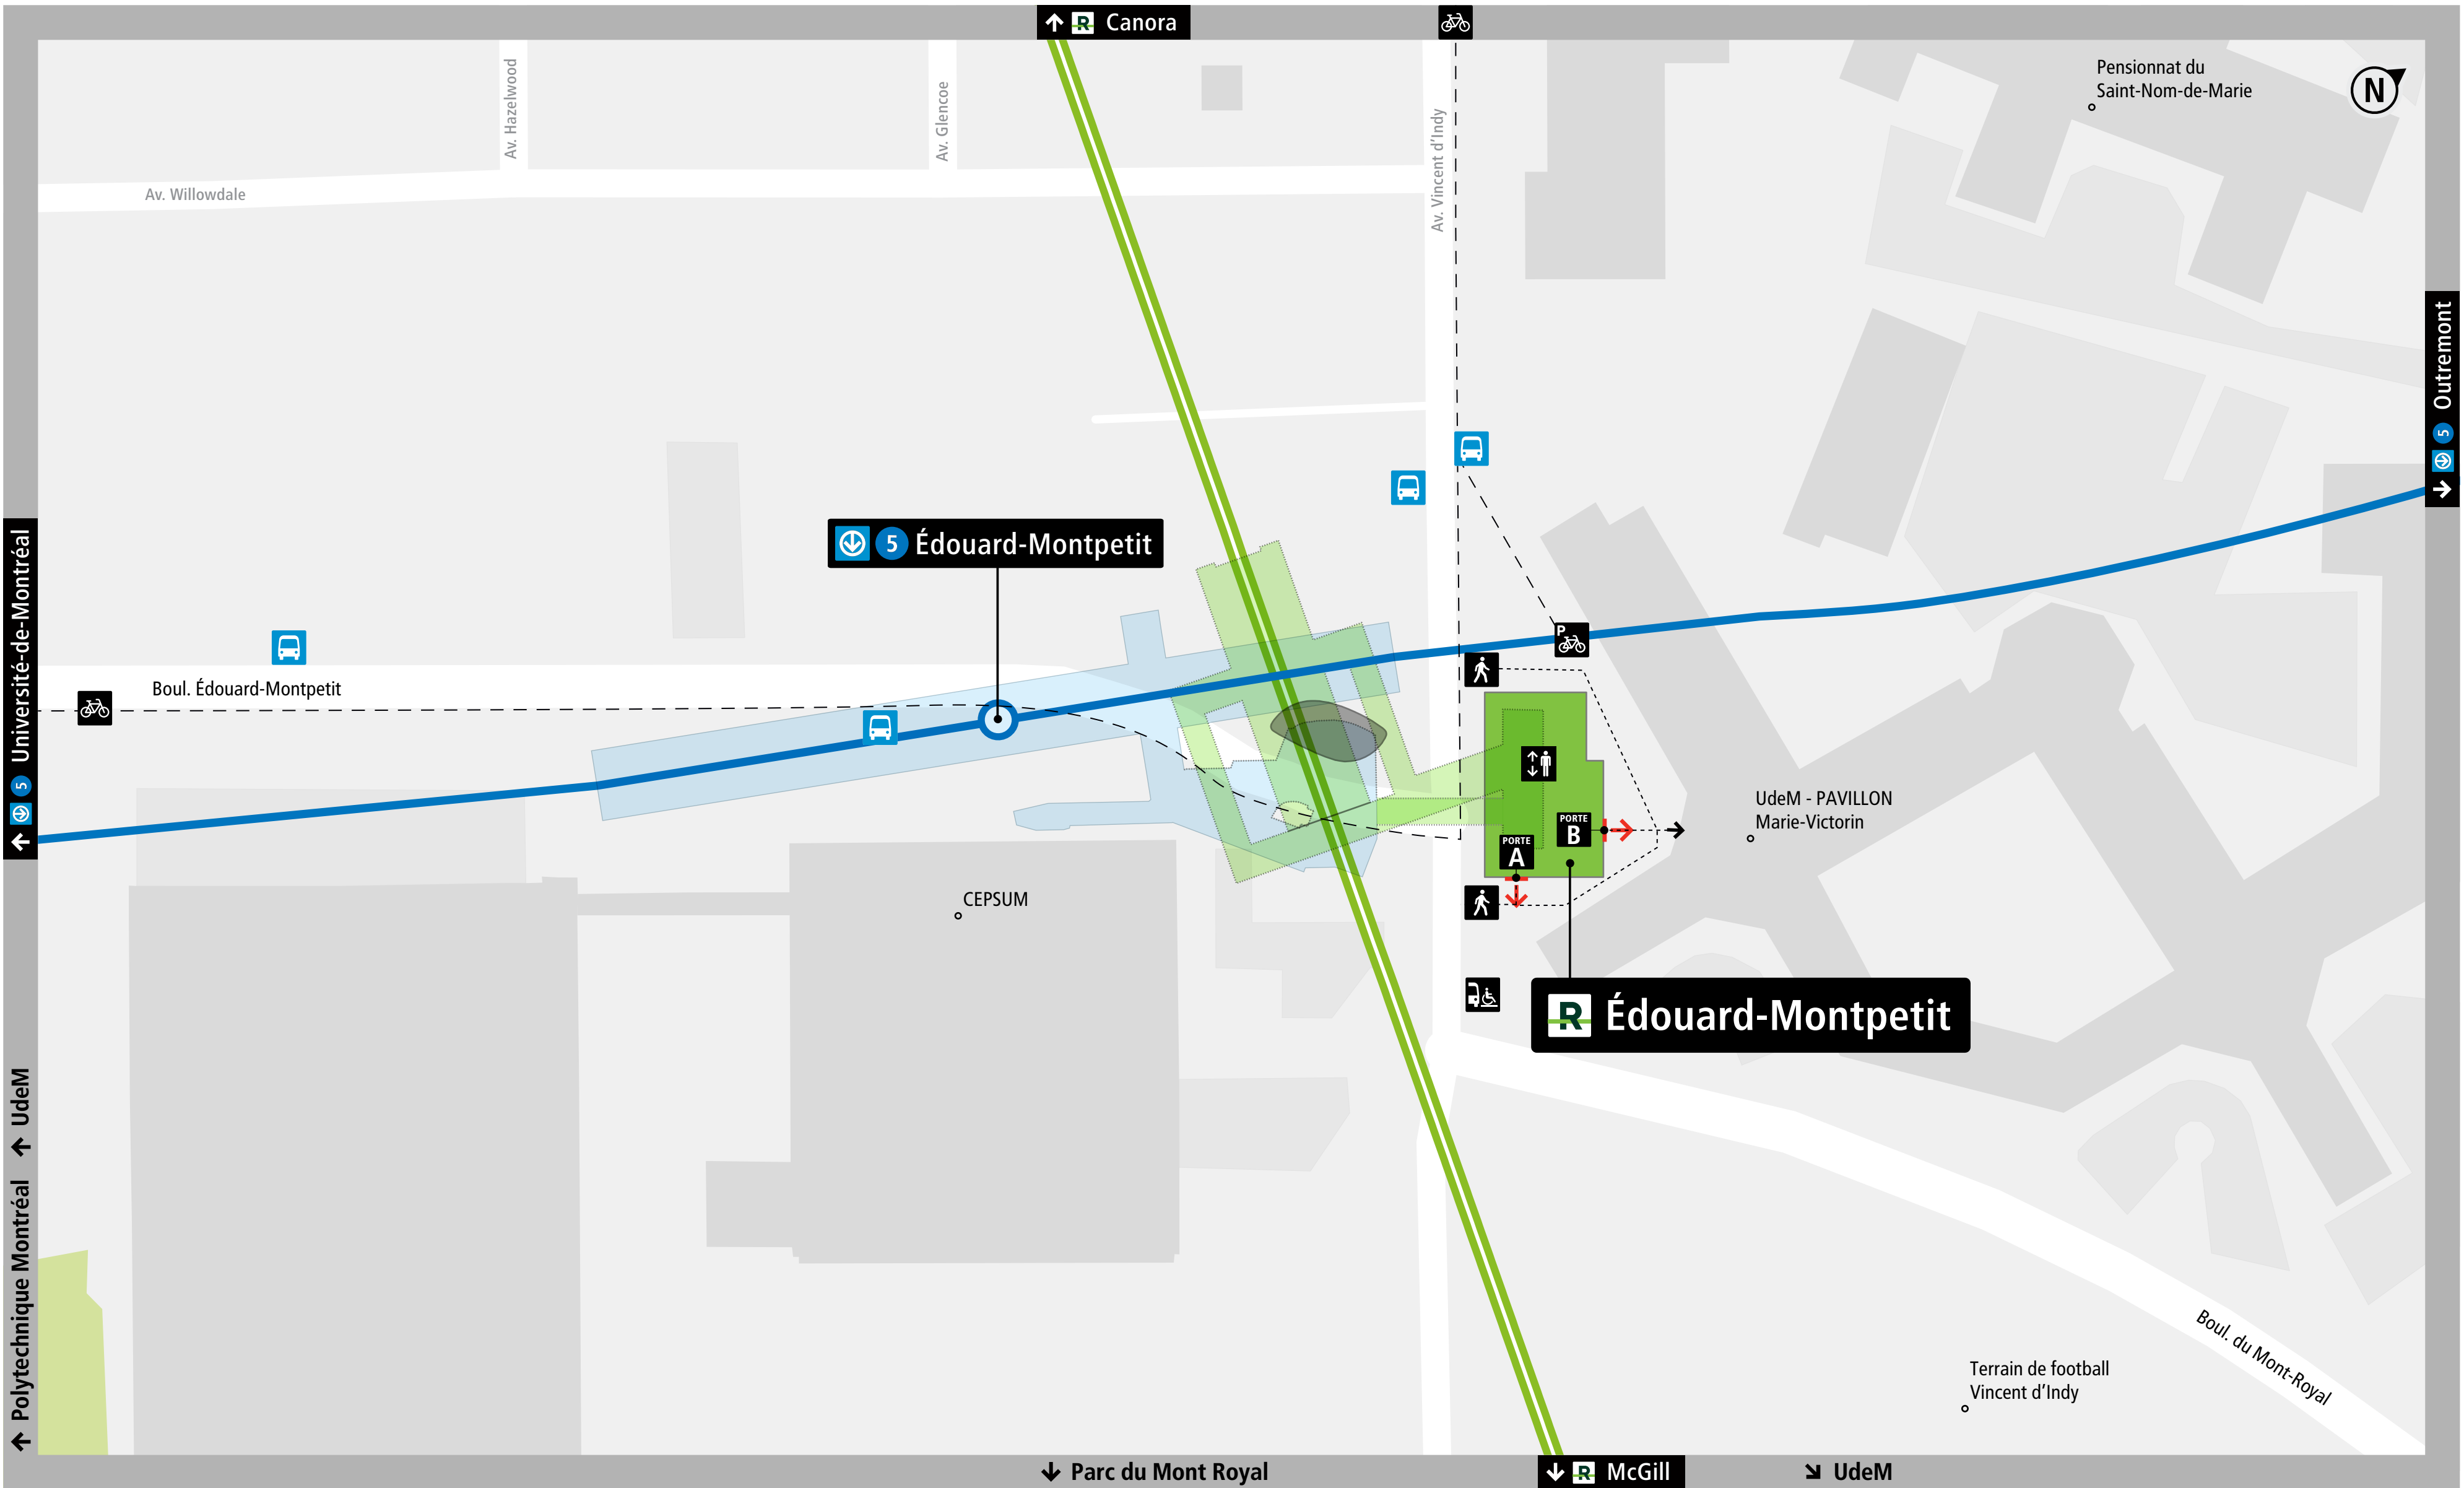 R Canora
Pensionnat du
Saint-Nom-de-Marie
N
Av. Hazelwood
Av. Glencoe
Av. Vincent d'Indy
Av. Willowdale
Outremont
5
5 Édouard-Montpetit
Université-de-Montréal
5
P
Boul. Édouard-Montpetit
UdeM - PAVILLON
Marie-Victorin
PORTE
B
PORTE
A
CEPSUM
R Édouard-Montpetit
UdeM
Polytechnique Montréal
Boul. du Mont-Royal
Terrain de football
Vincent d'Indy
Parc du Mont Royal
R McGill
UdeM